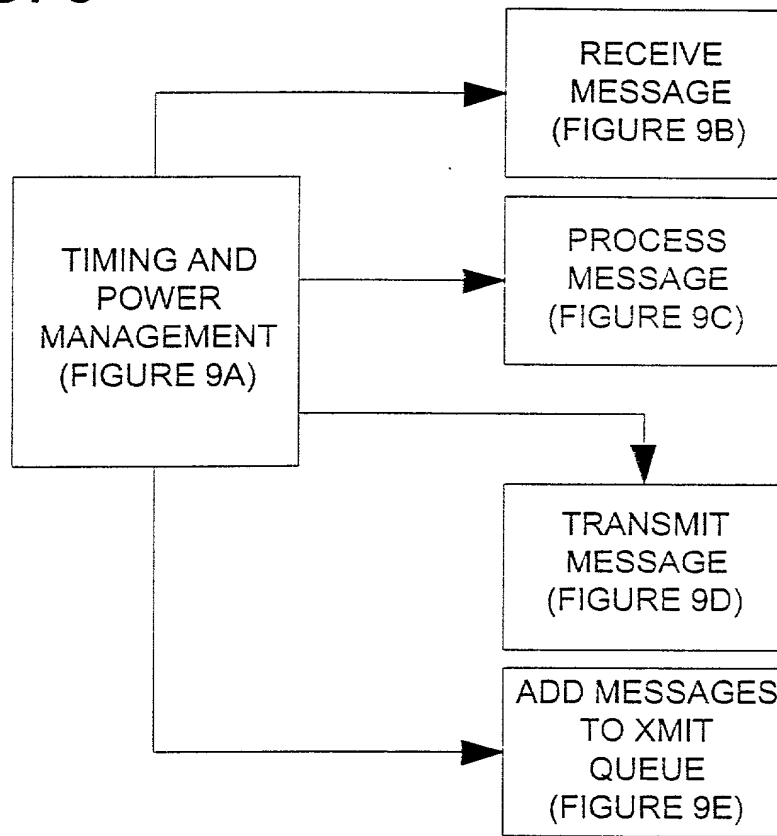 RECEIVE
MESSAGE
(FIGURE 9B)
TIMING AND
POWER
MANAGEMENT
(FIGURE 9A)
PROCESS
MESSAGE
(FIGURE 9C)
TRANSMIT
MESSAGE
(FIGURE 9D)
ADD MESSAGES
TO XMIT
QUEUE
(FIGURE 9E)